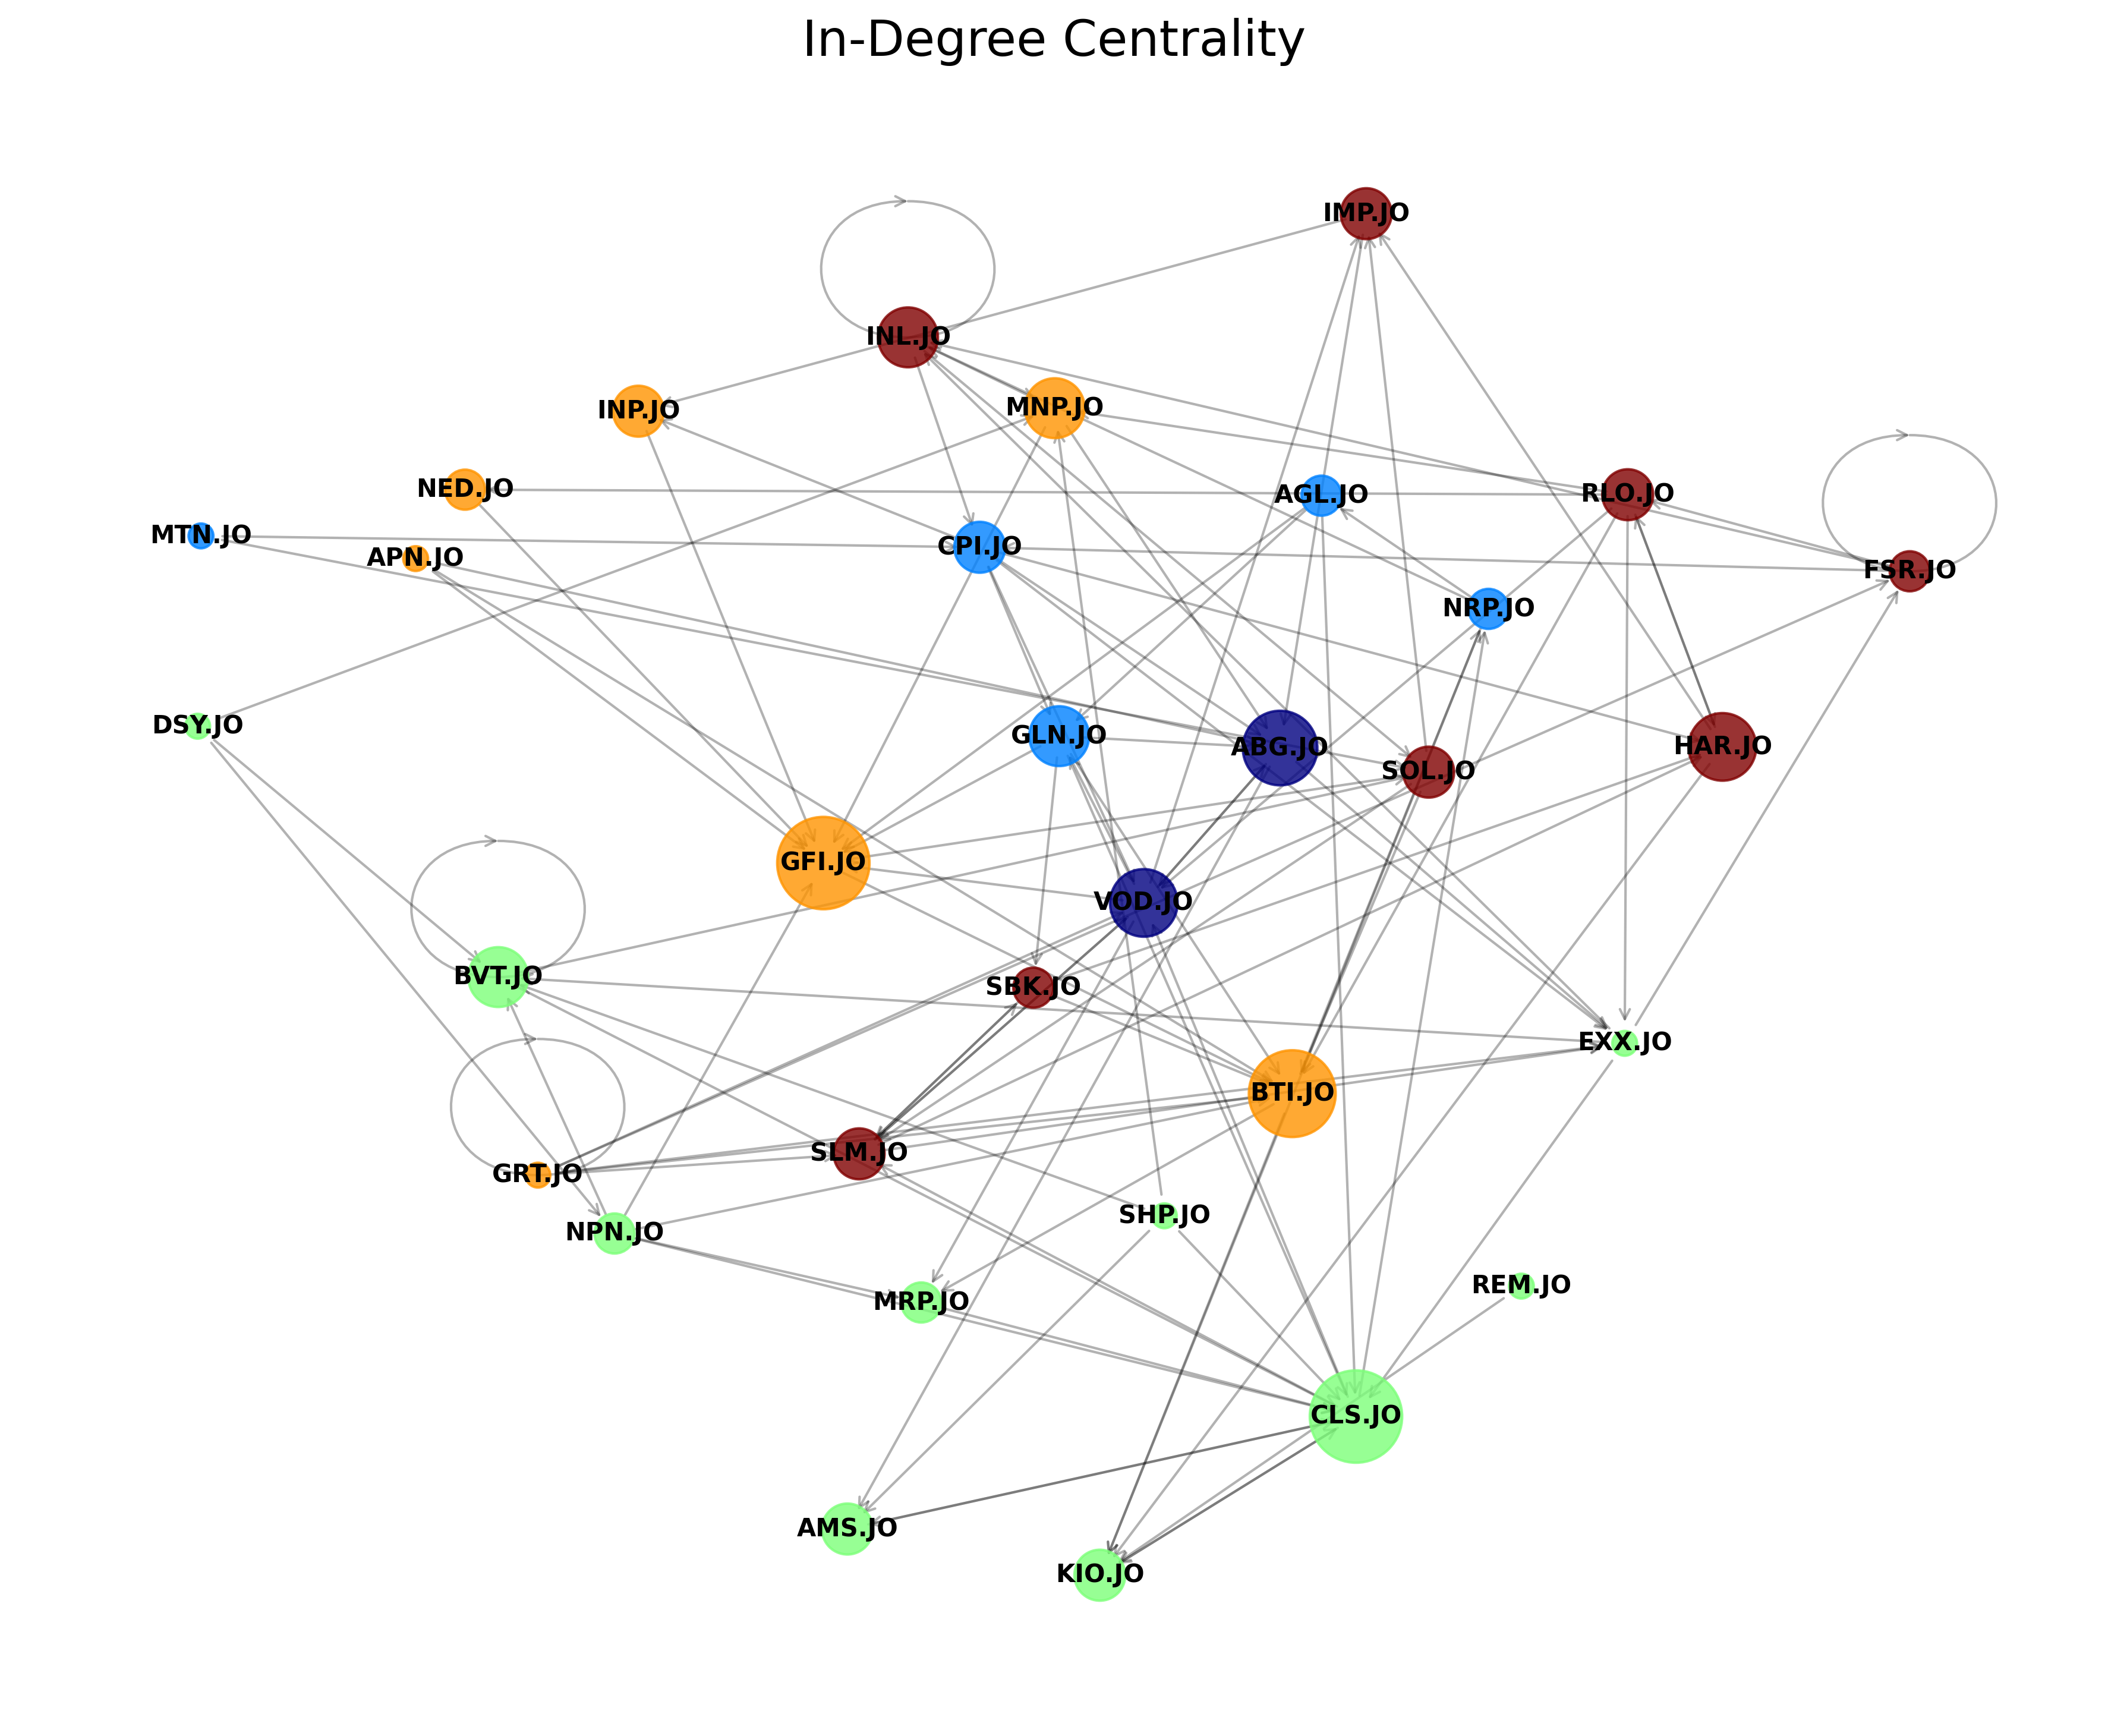 In-Degree Centrality
IMP.JO
INL.JO
INP.JO
MNP.JO
NED.JO
AGL.JO
RLO.JO
MTN.JO
APN.JO
CPI.JO
FSR.JO
NRP.JO
DSY.JO
GLN.JO
ABG.JO
HAR.JO
SOL.JO
GFI.JO
VOD.JO
BVT.JO
SBK.JO
EXX.JO
BTI.JO
SLM.JO
GRT.JO
SHP.JO
NPN.JO
REM.JO
MRP.JO
CLS.JO
AMS.JO
KIO.JO